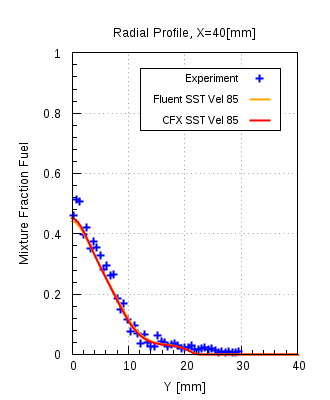 Radial Profile, X=40[mm]
Experiment
Fluent SST Vel 85
CFX SST Vel 85
Mixture Fraction Fuel
1
0.8
0.6
0.4
0.2
0
0 10 20 30 40
Y [mm]